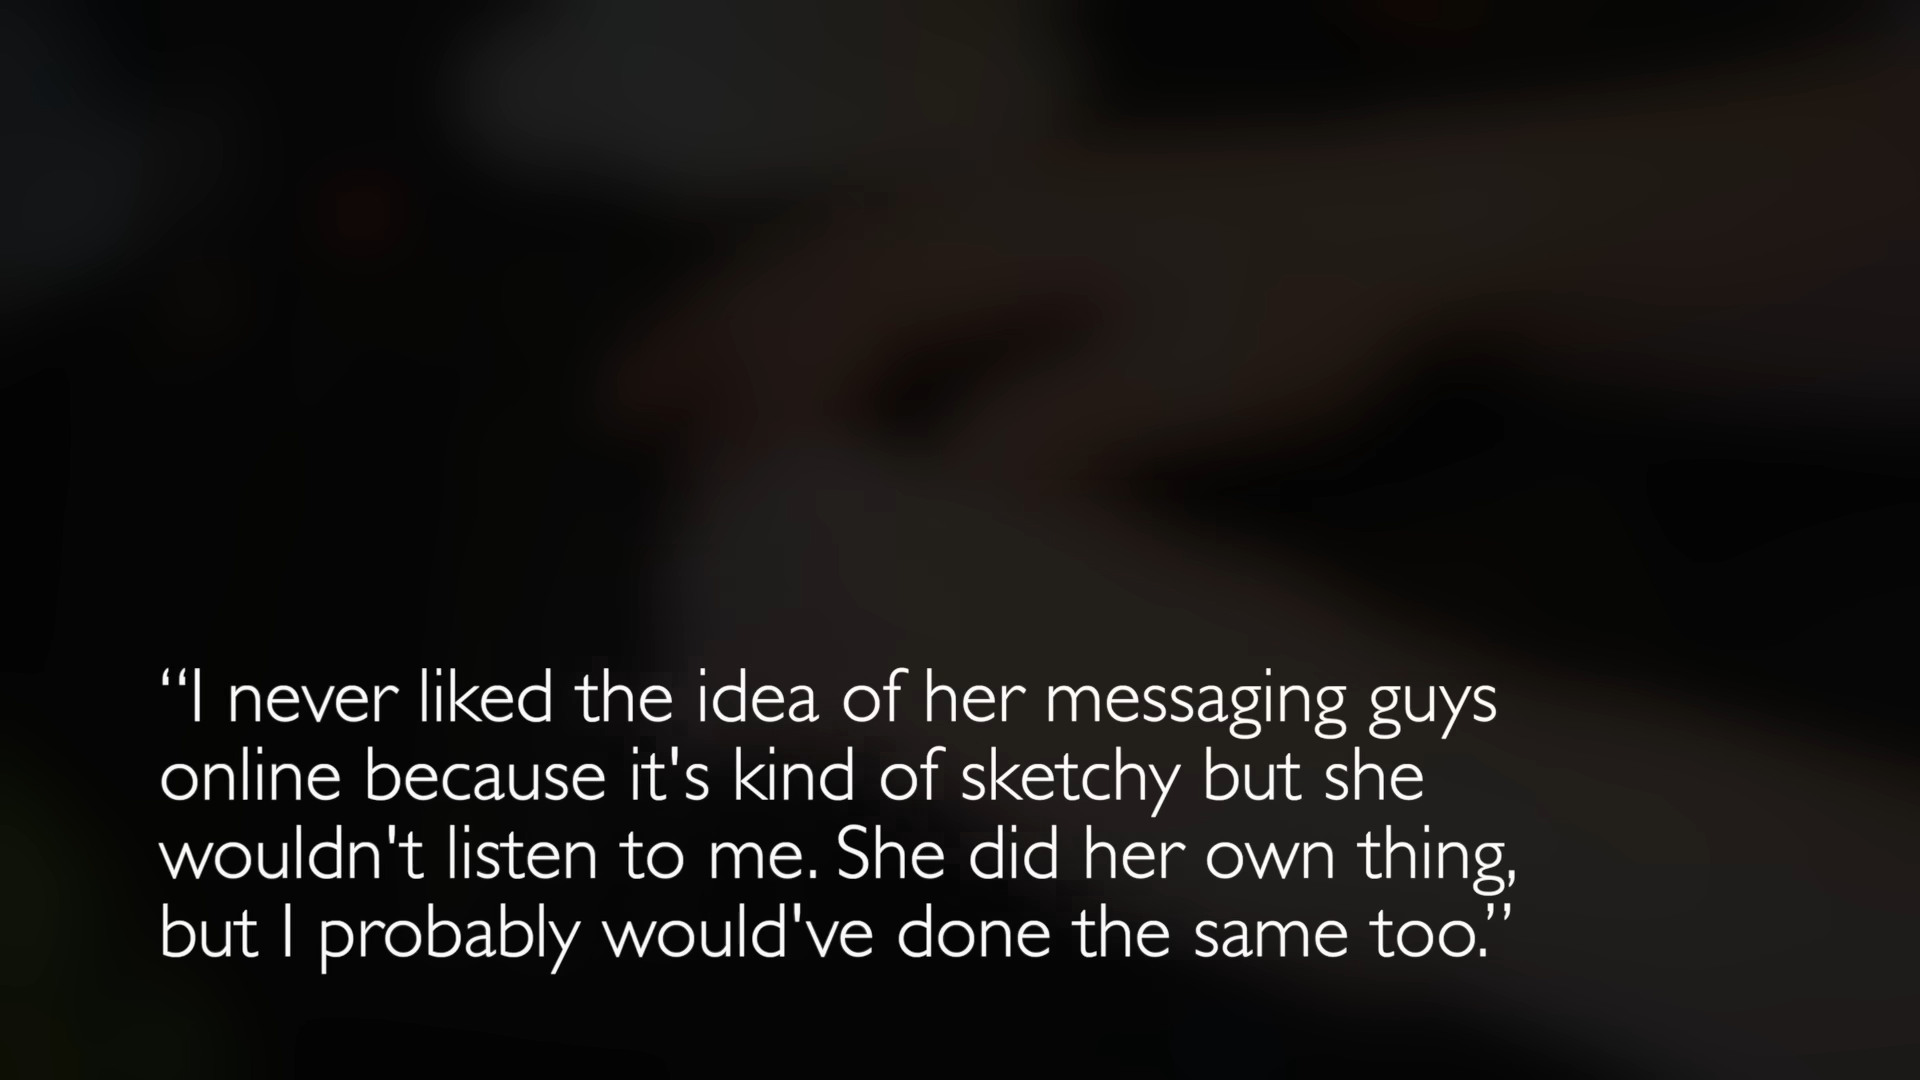 “I never liked the idea of her messaging guys
online because it's kind of sketchy but she
wouldn't listen to me. She did her own thing,
but I probably would've done the same too.”